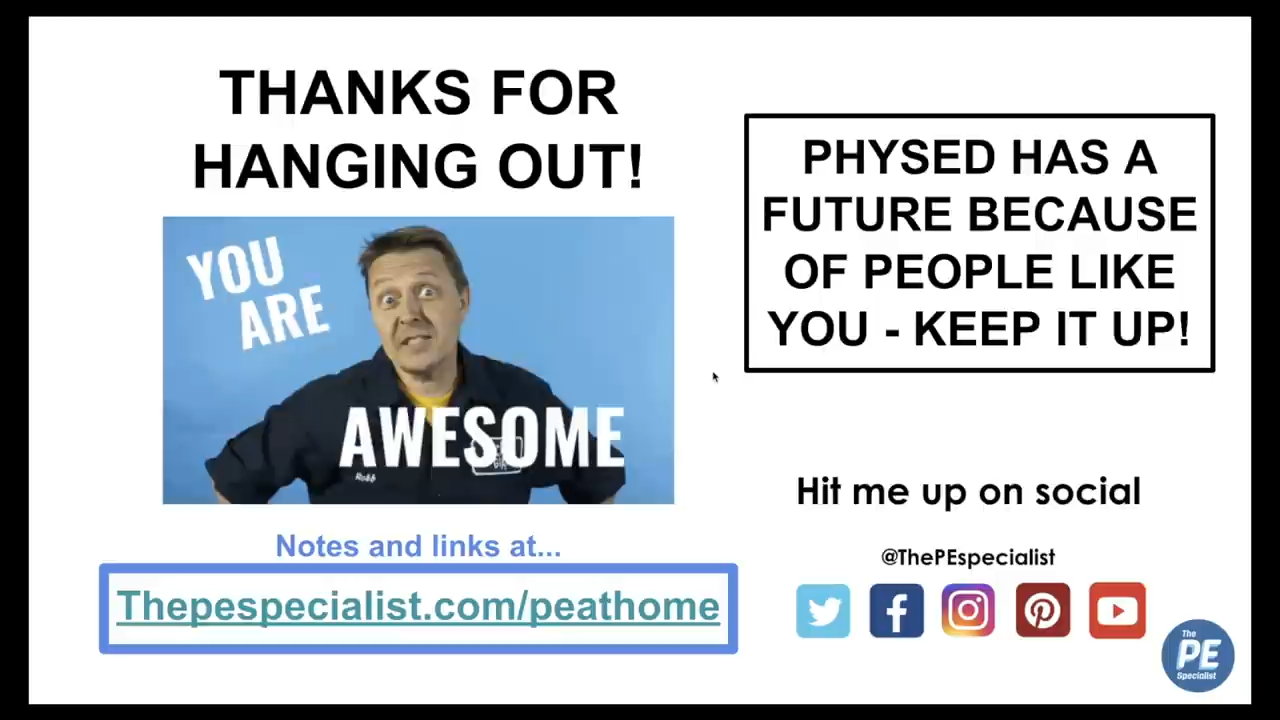 THANKS FOR
HANGING OUT!
YOU
ARE
AWESOME
Robb
Notes and links at...
Thepespecialist.com/peathome
PHYSED HAS A
FUTURE BECAUSE
OF PEOPLE LIKE
YOU - KEEP IT UP!
Hit me up on social
@ThePEspecialist
The
PE
Specialist